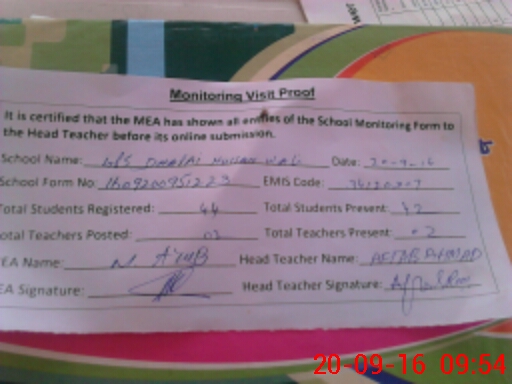 Monitoring Visit Proof
It is certified that the MEA has shown all entries of the School Monitoring Form to
the Head Teacher before its online submission.
School Name: Date: 20-9-16
School Form No: EMIS Code:
Total Students Registered: 44 Total Students Present: 42
Total Teachers Posted: 02 Total Teachers Present: 02
MEA Name: Head Teacher Name: AFTAB AHMAD
EA Signature: Head Teacher Signature:
20-09-16 09:54